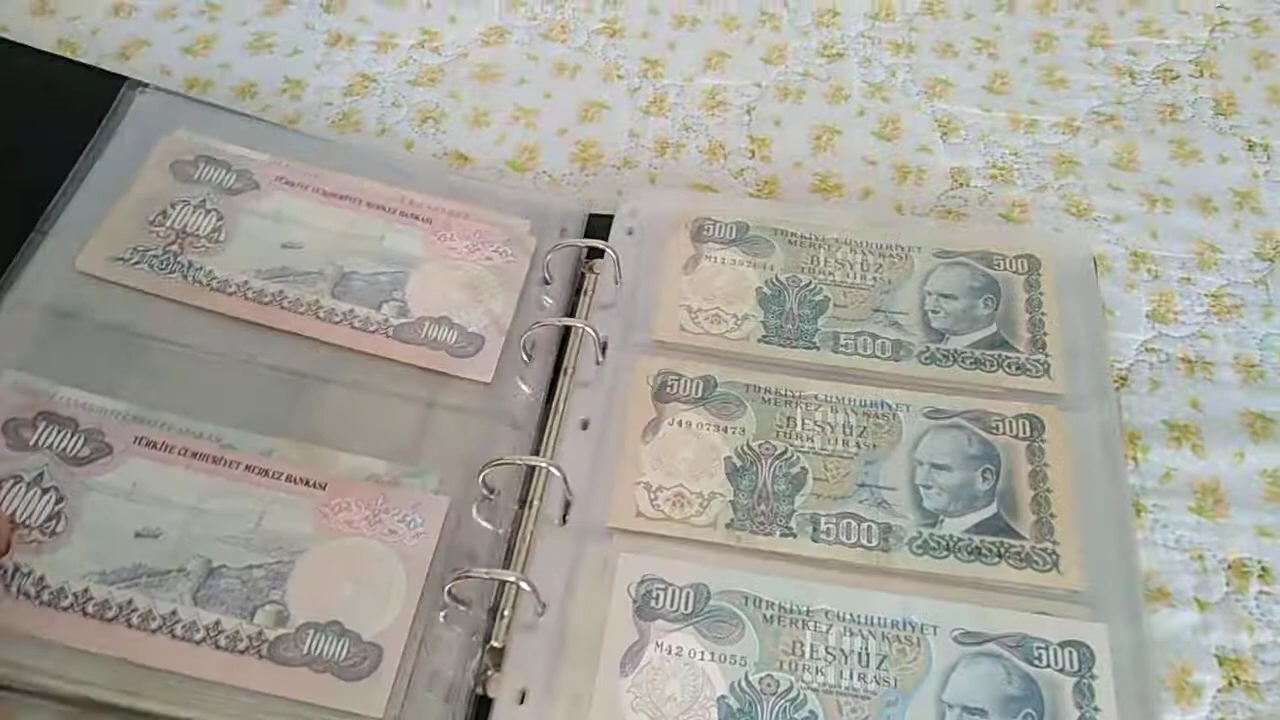 1000
TÜRKİYE CUMHURİYET MERKEZ BANKASI
1000
1000
1000
TÜRKİYE CUMHURİYET MERKEZ BANKASI
1000
500
TÜRKİYE CUMHURİYET
MERKEZ BANKASI
500
BEŞYÜZ
TÜRK LİRASI
500
500
TÜRKİYE CUMHURİYET
MERKEZ BANKASI
500
J49 073473
BEŞYÜZ
TÜRK LİRASI
500
500
TÜRKİYE CUMHURİYET
MERKEZ BANKASI
500
M42 011055
BEŞYÜZ
TÜRK LİRASI